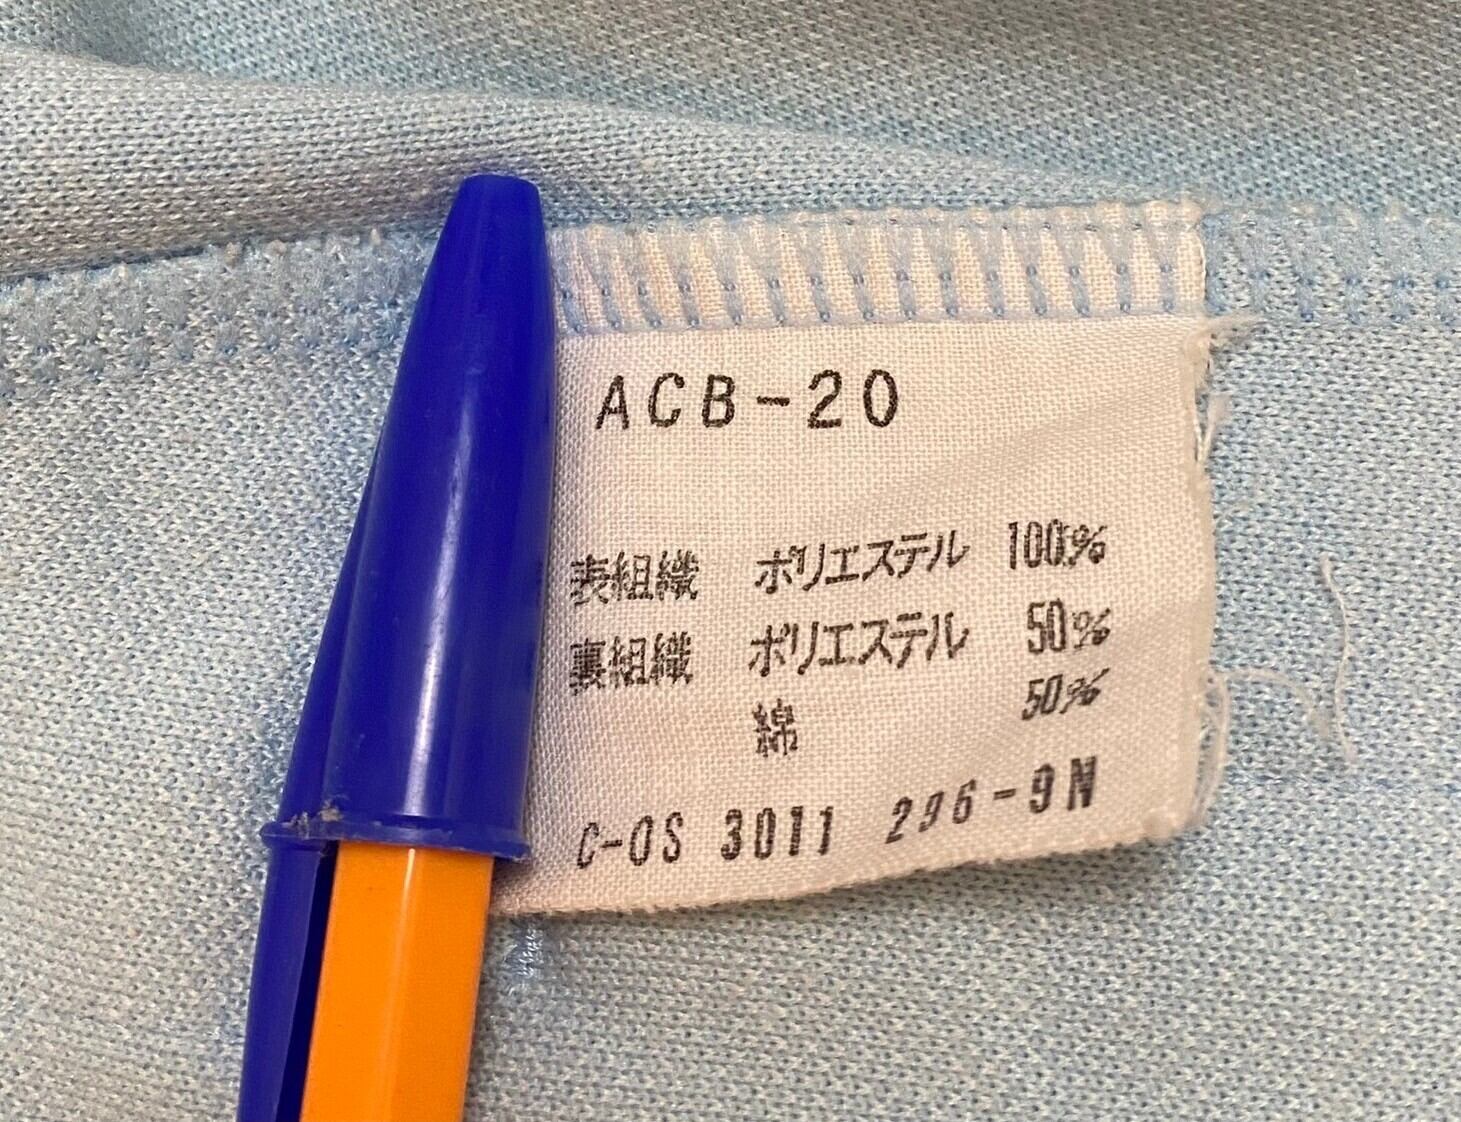 ACB-20
表組織 ポリエステル 100%
裏組織 ポリエステル 50%
綿 50%
C-OS 3011 296-9N